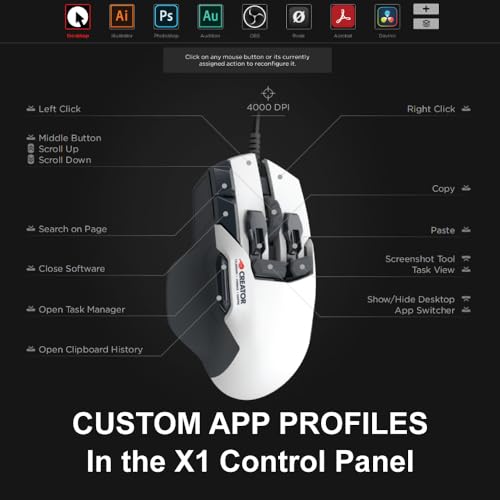 Ai
Ps
Au
Desktop
Illustrator
Photoshop
Audition
OBS
Rode
Acrobat
Davinci
Click on any mouse button or its currently
assigned action to reconfigure it.
4000 DPI
Left Click
Right Click
Middle Button
Scroll Up
Scroll Down
Copy
Search on Page
Paste
Close Software
Screenshot Tool
Task View
Open Task Manager
Show/Hide Desktop
App Switcher
Open Clipboard History
CREATOR
CUSTOM APP PROFILES
In the X1 Control Panel